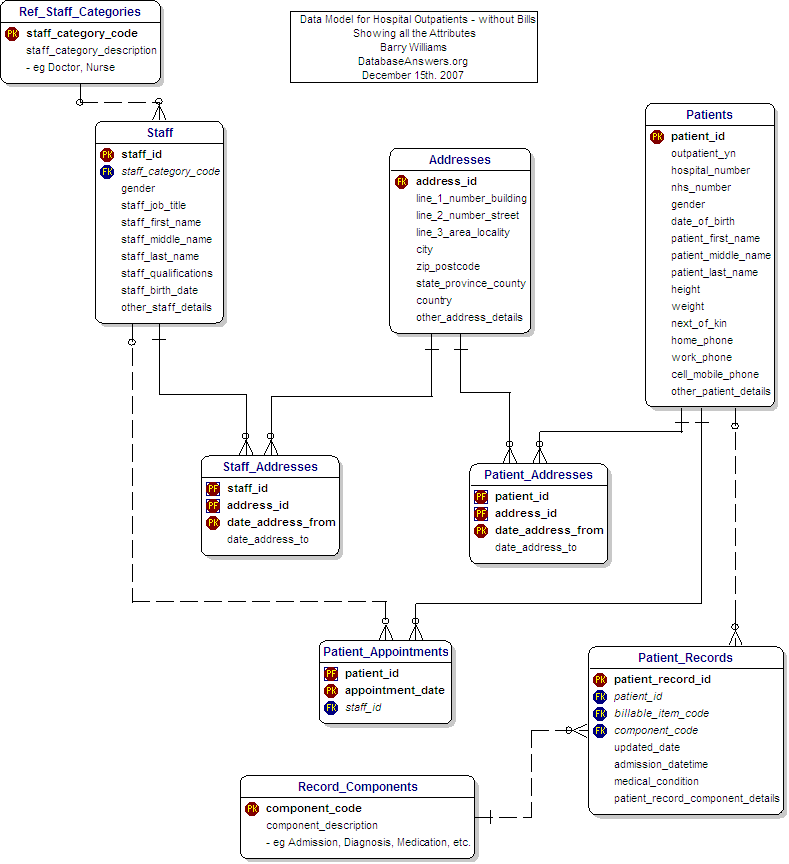 Ref_Staff_Categories
PK staff_category_code
staff_category_description
- eg Doctor, Nurse
Data Model for Hospital Outpatients - without Bills
Showing all the Attributes
Barry Williams
DatabaseAnswers.org
December 15th. 2007
Staff
PK staff_id
FK staff_category_code
gender
staff_job_title
staff_first_name
staff_middle_name
staff_last_name
staff_qualifications
staff_birth_date
other_staff_details
Addresses
FK address_id
line_1_number_building
line_2_number_street
line_3_area_locality
city
zip_postcode
state_province_county
country
other_address_details
Patients
PK patient_id
outpatient_yn
hospital_number
nhs_number
gender
date_of_birth
patient_first_name
patient_middle_name
patient_last_name
height
weight
next_of_kin
home_phone
work_phone
cell_mobile_phone
other_patient_details
Staff_Addresses
PF staff_id
PF address_id
PK date_address_from
date_address_to
Patient_Addresses
PF patient_id
PF address_id
PK date_address_from
date_address_to
Patient_Appointments
PF patient_id
PK appointment_date
FK staff_id
Patient_Records
PK patient_record_id
FK patient_id
FK billable_item_code
FK component_code
updated_date
admission_datetime
medical_condition
patient_record_component_details
Record_Components
PK component_code
component_description
- eg Admission, Diagnosis, Medication, etc.